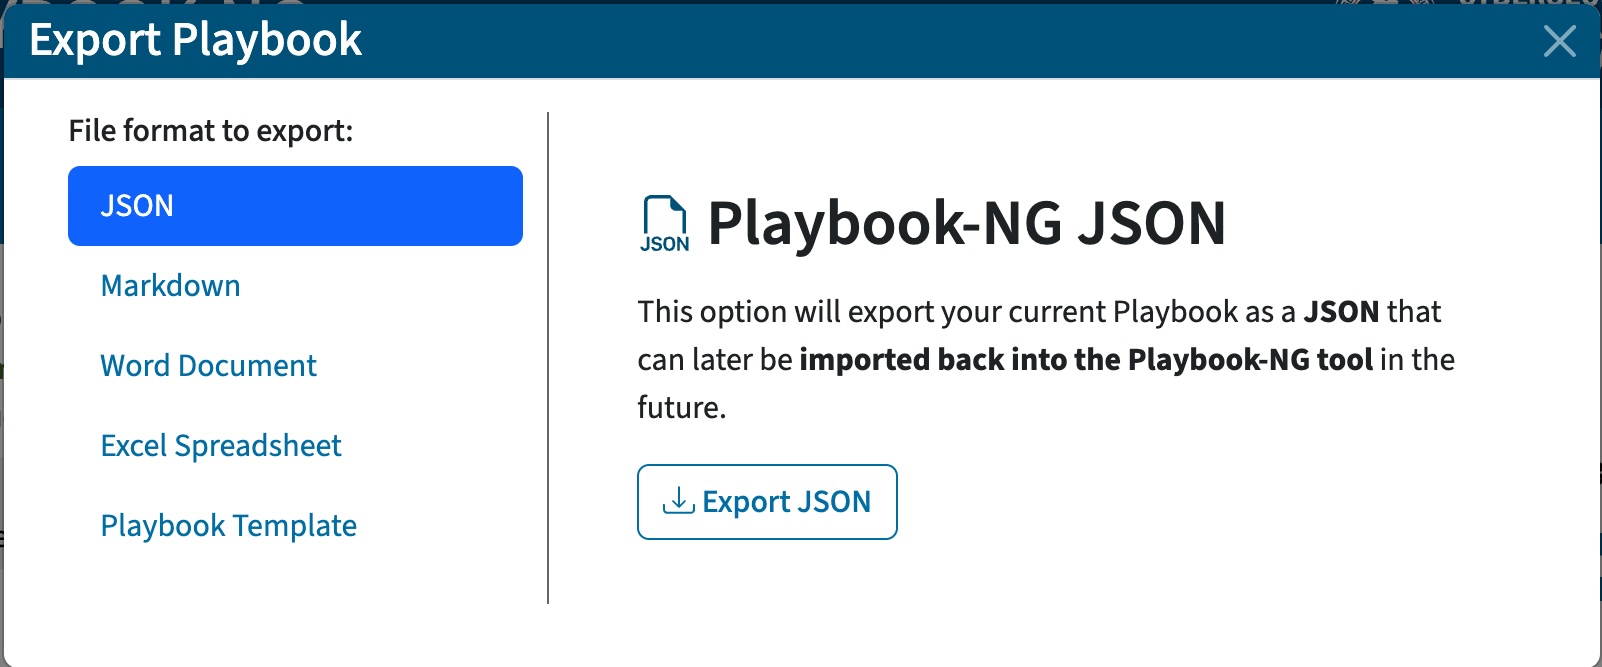 Export Playbook
File format to export:
JSON
Markdown
Word Document
Excel Spreadsheet
Playbook Template
JSON
Playbook-NG JSON
This option will export your current Playbook as a JSON that
can later be imported back into the Playbook-NG tool in the
future.
Export JSON